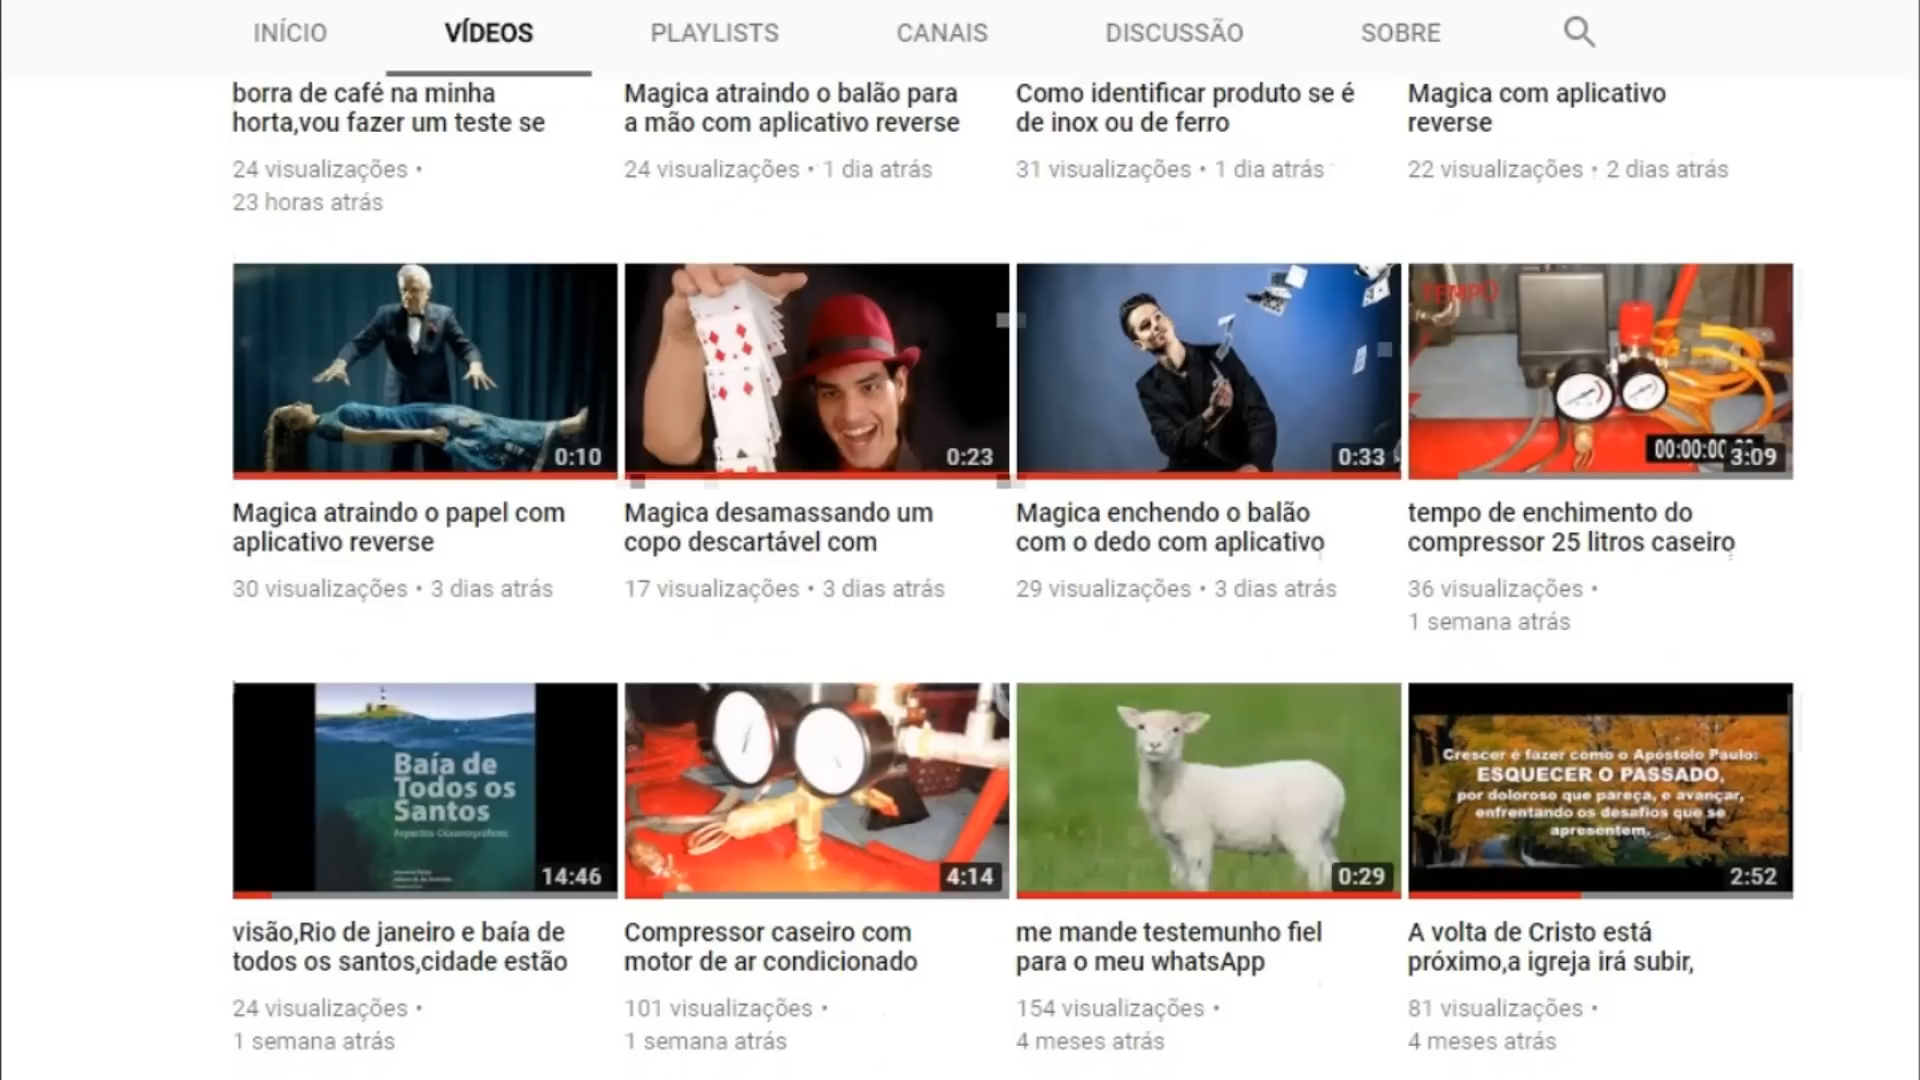 INÍCIO VÍDEOS PLAYLISTS CANAIS DISCUSSÃO SOBRE
borra de café na minha
horta,vou fazer um teste se
24 visualizações •
23 horas atrás
Magica atraindo o balão para
a mão com aplicativo reverse
24 visualizações • 1 dia atrás
Como identificar produto se é
de inox ou de ferro
31 visualizações • 1 dia atrás
Magica com aplicativo
reverse
22 visualizações • 2 dias atrás
0:10
Magica atraindo o papel com
aplicativo reverse
30 visualizações • 3 dias atrás
0:23
Magica desamassando um
copo descartável com
17 visualizações • 3 dias atrás
0:33
Magica enchendo o balão
com o dedo com aplicativo
29 visualizações • 3 dias atrás
TEMPO
3:09
tempo de enchimento do
compressor 25 litros caseiro
36 visualizações •
1 semana atrás
Baía de
Todos os
Santos
Aspectos Oceanográficos
14:46
visão,Rio de janeiro e baía de
todos os santos,cidade estão
24 visualizações •
1 semana atrás
4:14
Compressor caseiro com
motor de ar condicionado
101 visualizações •
1 semana atrás
0:29
me mande testemunho fiel
para o meu whatsApp
154 visualizações •
4 meses atrás
Crescer é fazer como o Apóstolo Paulo:
ESQUECER O PASSADO,
por doloroso que pareça, e avançar,
enfrentando os desafios que se
apresentem.
2:52
A volta de Cristo está
próximo,a igreja irá subir,
81 visualizações •
4 meses atrás